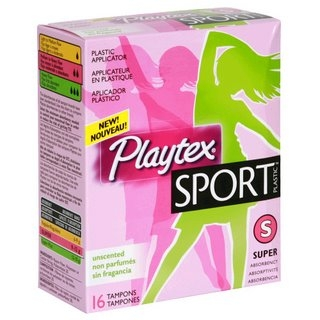 PLASTIC
APPLICATOR
APPLICATEUR
EN PLASTIQUE
APLICADOR
PLÁSTICO
NEW!
NOUVEAU!
Playtex
SPORT
PLASTIC
S
unscented
non parfumés
sin fragancia
SUPER
ABSORBENCY
ABSORPTIVITÉ
ABSORBENCIA
16 TAMPONS
TAMPONES